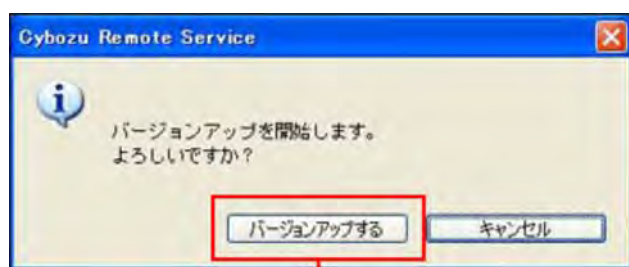 Cybozu Remote Service
バージョンアップを開始します。
よろしいですか？
バージョンアップする
キャンセル